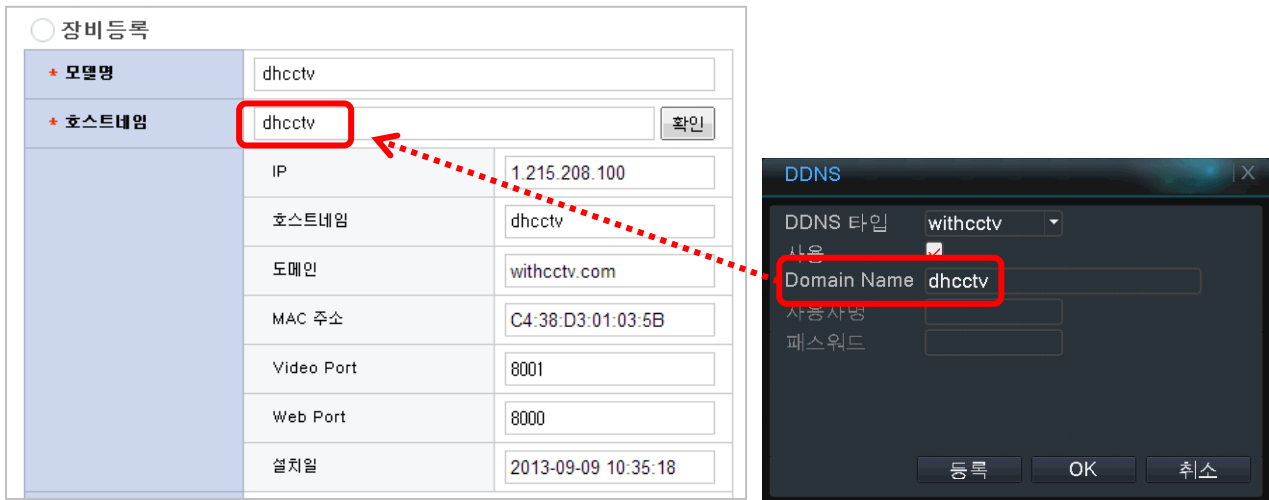 장비등록
* 모델명 dhcctv
* 호스트네임 dhcctv 확인
IP 1.215.208.100
호스트네임 dhcctv
도메인 withcctv.com
MAC 주소 C4:38:D3:01:03:5B
Video Port 8001
Web Port 8000
설치일 2013-09-09 10:35:18
DDNS X
DDNS 타입 withcctv
사용
Domain Name dhcctv
사용자명
패스워드
등록 OK 취소